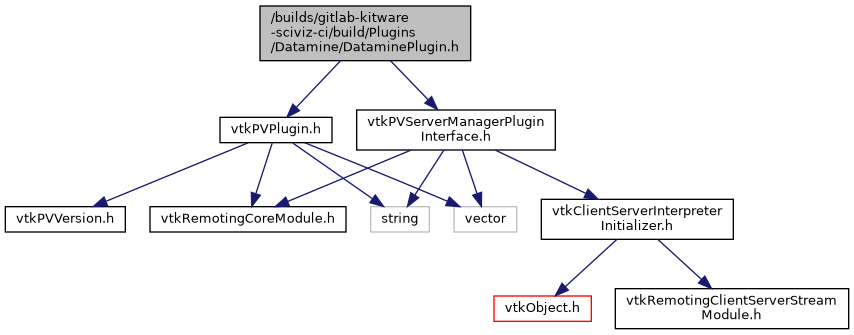 /builds/gitlab-kitware
-sciviz-ci/build/Plugins
/Datamine/DataminePlugin.h
vtkPVPlugin.h
vtkPVServerManagerPlugin
Interface.h
vtkPVVersion.h
vtkRemotingCoreModule.h
string
vector
vtkClientServerInterpreter
Initializer.h
vtkObject.h
vtkRemotingClientServerStream
Module.h